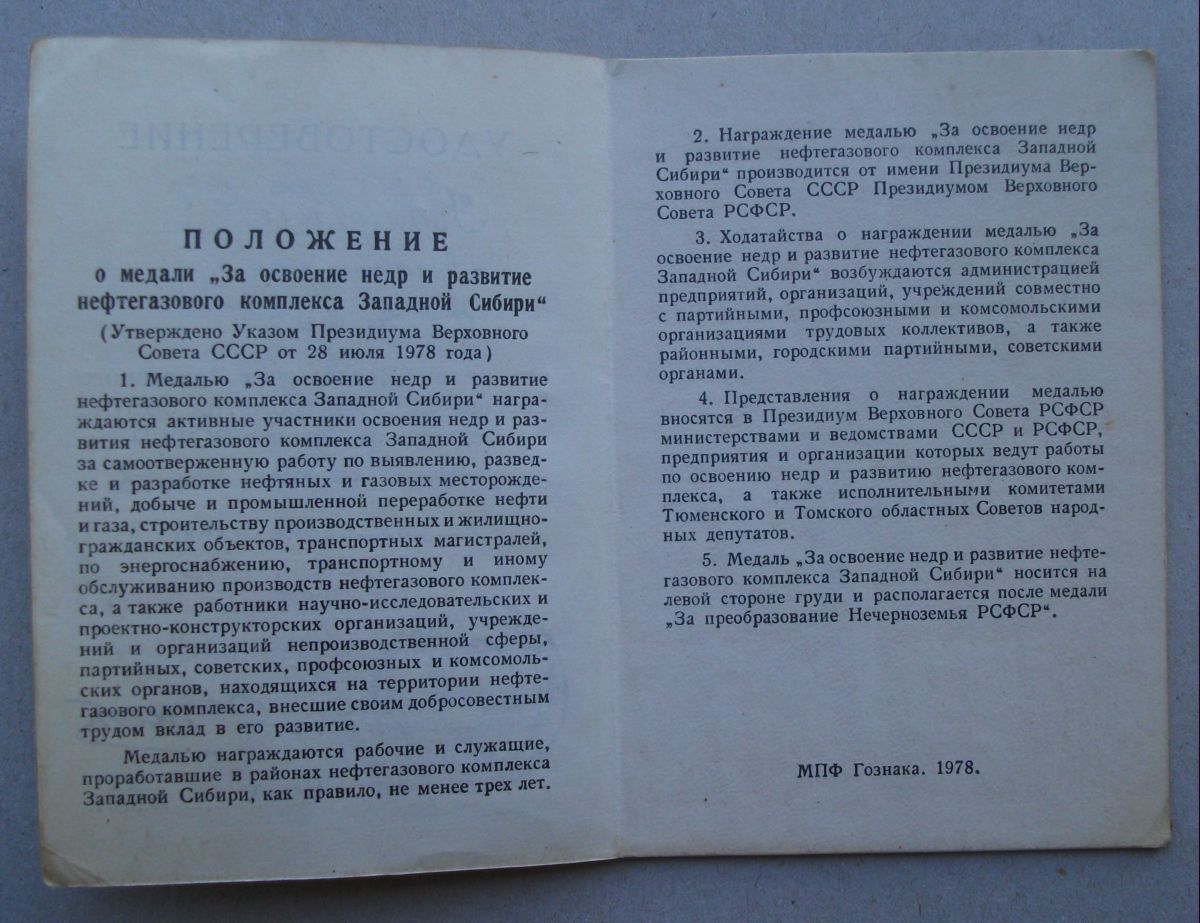 ПОЛОЖЕНИЕ
о медали „За освоение недр и развитие
нефтегазового комплекса Западной Сибири“
(Утверждено Указом Президиума Верховного
Совета СССР от 28 июля 1978 года)
1. Медалью „За освоение недр и развитие
нефтегазового комплекса Западной Сибири“ награ-
ждаются активные участники освоения недр и раз-
вития нефтегазового комплекса Западной Сибири
за самоотверженную работу по выявлению, развед-
ке и разработке нефтяных и газовых месторожде-
ний, добыче и промышленной переработке нефти
и газа, строительству производственных и жилищно-
гражданских объектов, транспортных магистралей,
по энергоснабжению, транспортному и иному
обслуживанию производств нефтегазового комплек-
са, а также работники научно-исследовательских и
проектно-конструкторских организаций, учрежде-
ний и организаций непроизводственной сферы,
партийных, советских, профсоюзных и комсомоль-
ских органов, находящихся на территории нефте-
газового комплекса, внесшие своим добросовестным
трудом вклад в его развитие.
Медалью награждаются рабочие и служащие,
проработавшие в районах нефтегазового комплекса
Западной Сибири, как правило, не менее трех лет.
2. Награждение медалью „За освоение недр
и развитие нефтегазового комплекса Западной
Сибири“ производится от имени Президиума Вер-
ховного Совета СССР Президиумом Верховного
Совета РСФСР.
3. Ходатайства о награждении медалью „За
освоение недр и развитие нефтегазового комплекса
Западной Сибири“ возбуждаются администрацией
предприятий, организаций, учреждений совместно
с партийными, профсоюзными и комсомольскими
организациями трудовых коллективов, а также
районными, городскими партийными, советскими
органами.
4. Представления о награждении медалью
вносятся в Президиум Верховного Совета РСФСР
министерствами и ведомствами СССР и РСФСР,
предприятия и организации которых ведут работы
по освоению недр и развитию нефтегазового ком-
плекса, а также исполнительными комитетами
Тюменского и Томского областных Советов народ-
ных депутатов.
5. Медаль „За освоение недр и развитие нефте-
газового комплекса Западной Сибири“ носится на
левой стороне груди и располагается после медали
„За преобразование Нечерноземья РСФСР“.
МПФ Гознака. 1978.